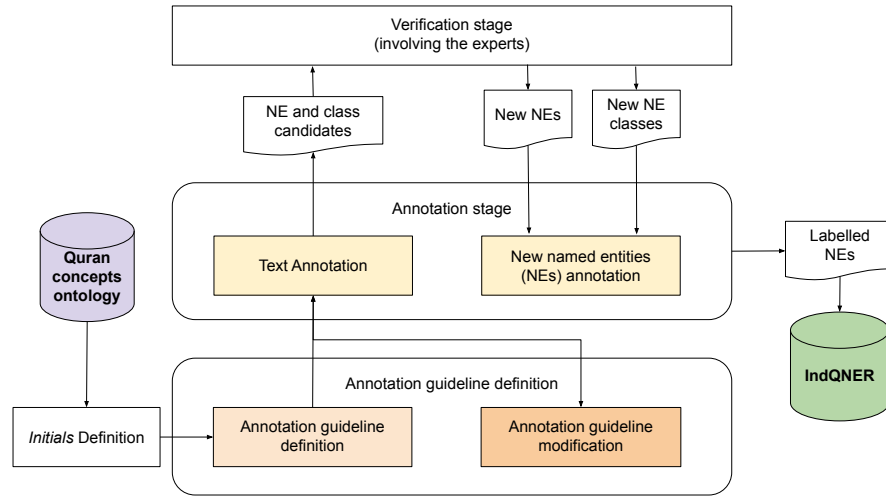 Verification stage
(involving the experts)
NE and class
candidates
New NEs
New NE
classes
Annotation stage
Labelled
NEs
Quran
concepts
ontology
Text Annotation
New named entities
(NEs) annotation
IndQNER
Annotation guideline definition
Initials Definition
Annotation guideline
definition
Annotation guideline
modification